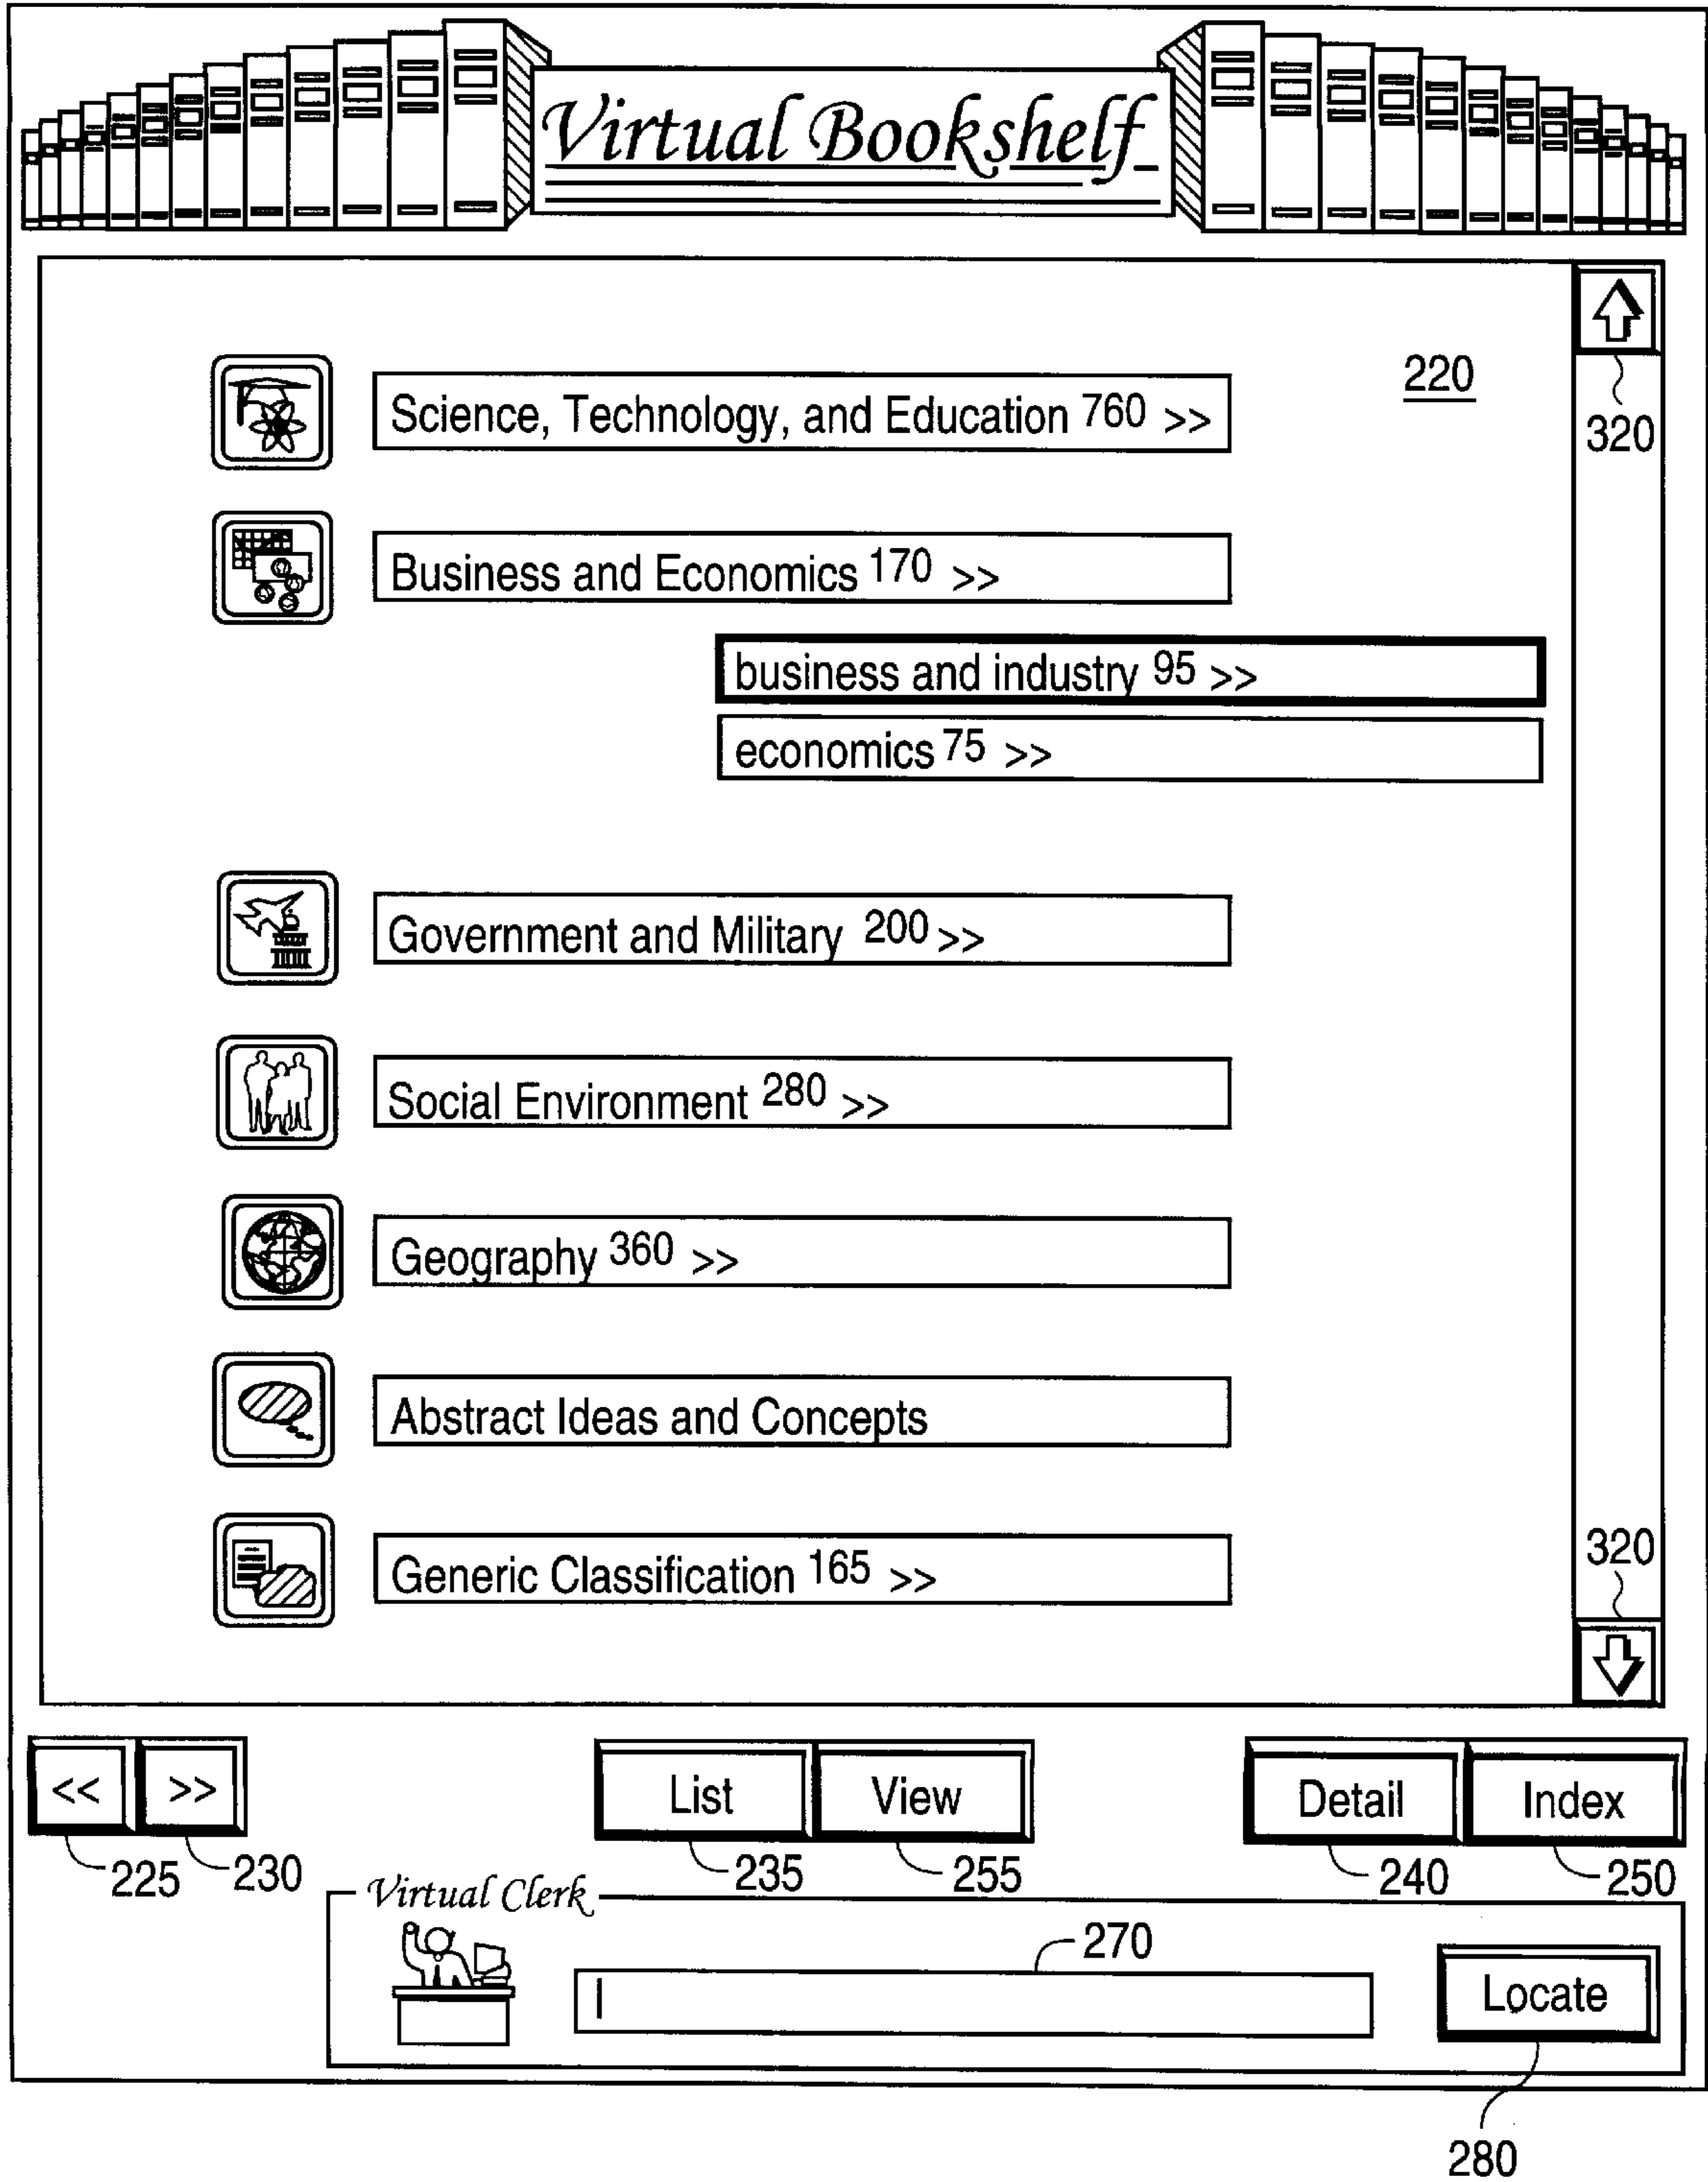 Virtual Bookshelf
220
320
Science, Technology, and Education 760 >>
Business and Economics 170 >>
business and industry 95 >>
economics 75 >>
Government and Military 200 >>
Social Environment 280 >>
Geography 360 >>
Abstract Ideas and Concepts
Generic Classification 165 >>
320
<< >> List View Detail Index
225 230 235 255 240 250
Virtual Clerk
270
Locate
280